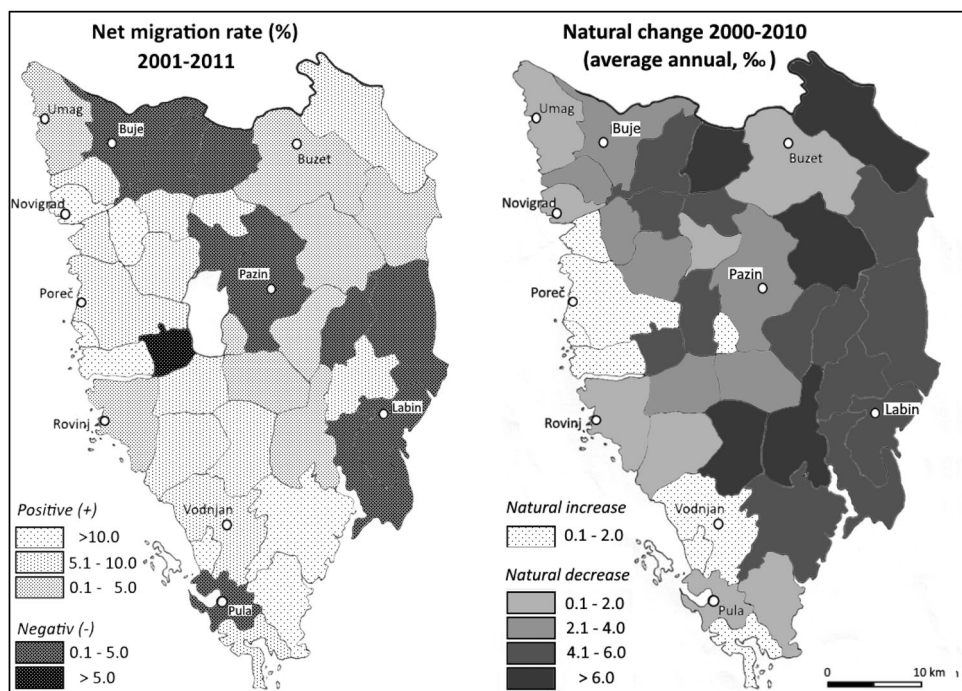 Net migration rate (%)
2001-2011
Umag
Buje
Buzet
Novigrad
Pazin
Poreč
Rovinj
Labin
Vodnjan
Pula
Positive (+)
>10.0
5.1 - 10.0
0.1 - 5.0
Negativ (-)
0.1 - 5.0
> 5.0
Natural change 2000-2010
(average annual, ‰ )
Umag
Buje
Buzet
Novigrad
Pazin
Poreč
Rovinj
Labin
Vodnjan
Pula
Natural increase
0.1 - 2.0
Natural decrease
0.1 - 2.0
2.1 - 4.0
4.1 - 6.0
> 6.0
0 10 km